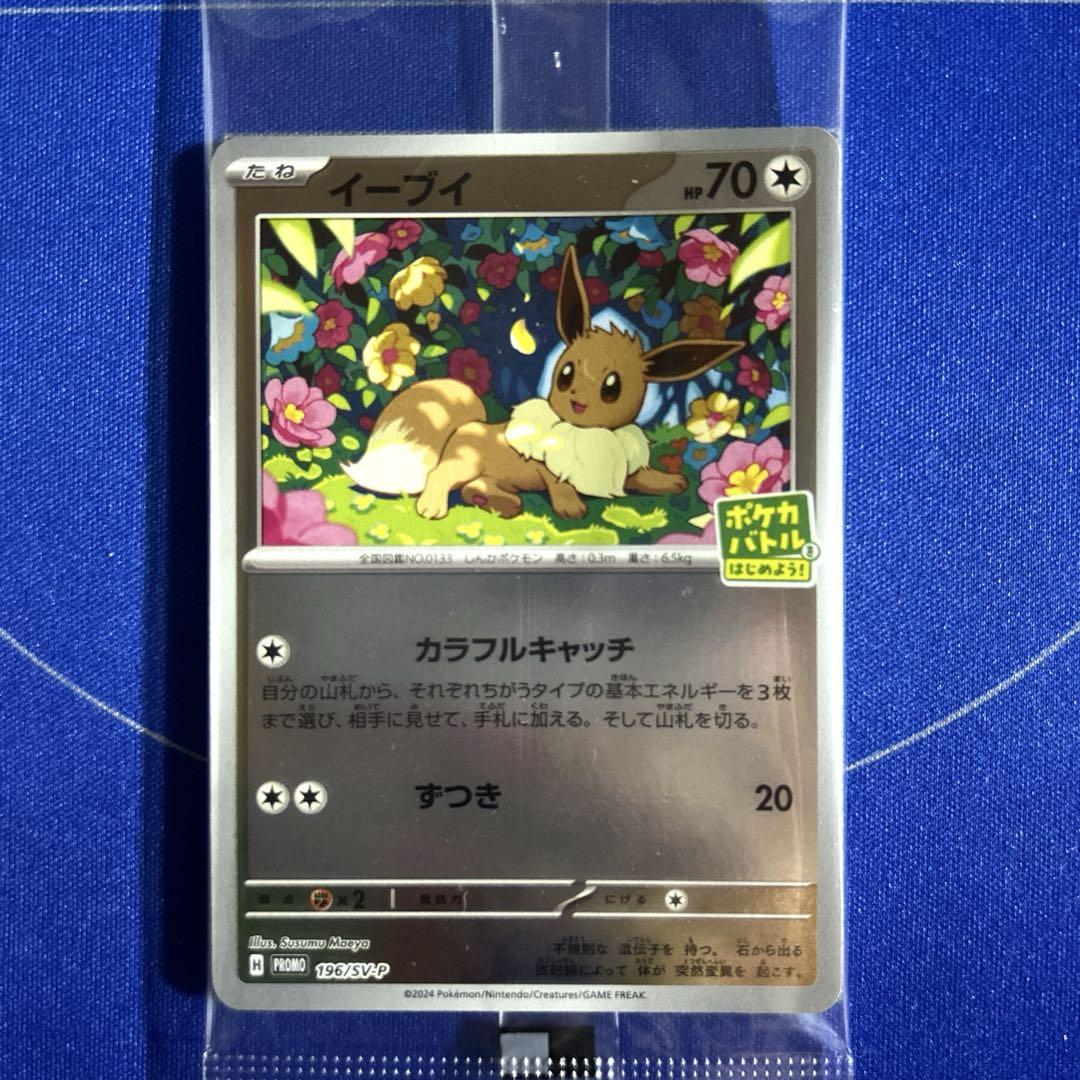 たね
イーブイ
HP70
ポケカ
バトル
はじめよう!
全国図鑑NO.0133 しんかポケモン 高さ:0.3m 重さ:6.5kg
カラフルキャッチ
自分の山札から、それぞれちがうタイプの基本エネルギーを3枚
まで選び、相手に見せて、手札に加える。そして山札を切る。
ずつき 20
弱点 ×2 抵抗力 にげる
Illus. Susumu Maeya
H PROMO 196/SV-P
不規則な 遺伝子を 持つ。 石から出る
放射線によって 体が 突然変異を 起こす。
©2024 Pokémon/Nintendo/Creatures/GAME FREAK.